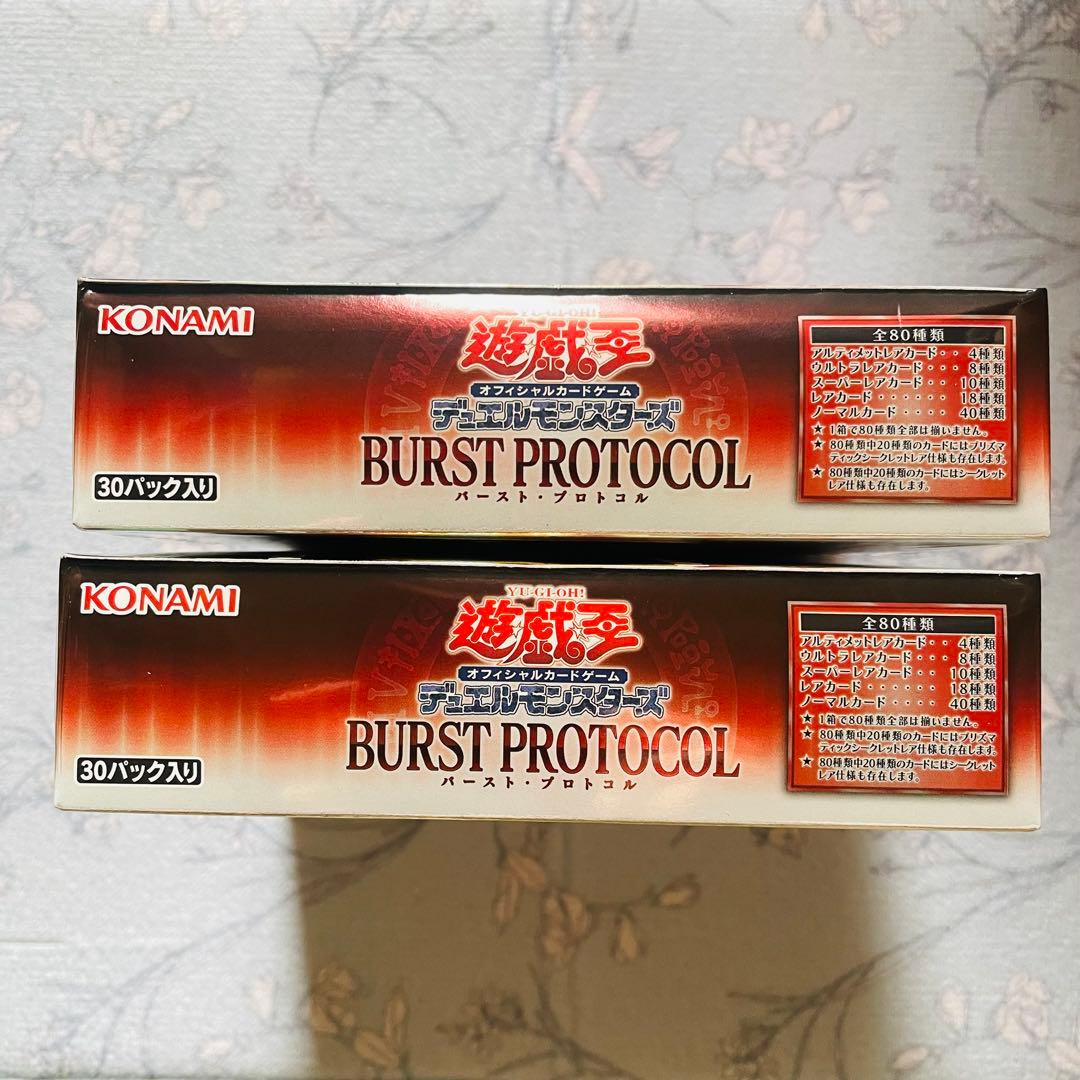 KONAMI
YU-GI-OH!
遊戯王
オフィシャルカードゲーム
デュエルモンスターズ
BURST PROTOCOL
バースト・プロトコル
30パック入り
全80種類
アルティメットレアカード・・ 4種類
ウルトラレアカード・・・ 8種類
スーパーレアカード・・・ 10種類
レアカード・・・・・・ 18種類
ノーマルカード・・・・・ 40種類
★ 1箱で80種類全部は揃いません。
★ 80種類中20種類のカードにはプリズマ
ティックシークレットレア仕様も存在します。
★ 80種類中20種類のカードにはシークレット
レア仕様も存在します。
KONAMI
YU-GI-OH!
遊戯王
オフィシャルカードゲーム
デュエルモンスターズ
BURST PROTOCOL
バースト・プロトコル
30パック入り
全80種類
アルティメットレアカード・・ 4種類
ウルトラレアカード・・・ 8種類
スーパーレアカード・・・ 10種類
レアカード・・・・・・ 18種類
ノーマルカード・・・・・ 40種類
★ 1箱で80種類全部は揃いません。
★ 80種類中20種類のカードにはプリズマ
ティックシークレットレア仕様も存在します。
★ 80種類中20種類のカードにはシークレット
レア仕様も存在します。